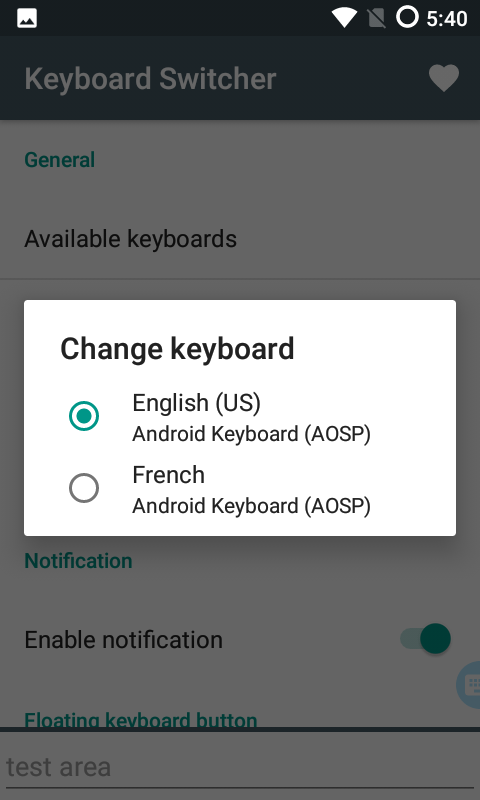 5:40
Keyboard Switcher
General
Available keyboards
Change keyboard
English (US)
Android Keyboard (AOSP)
French
Android Keyboard (AOSP)
Notification
Enable notification
Floating keyboard button
test area